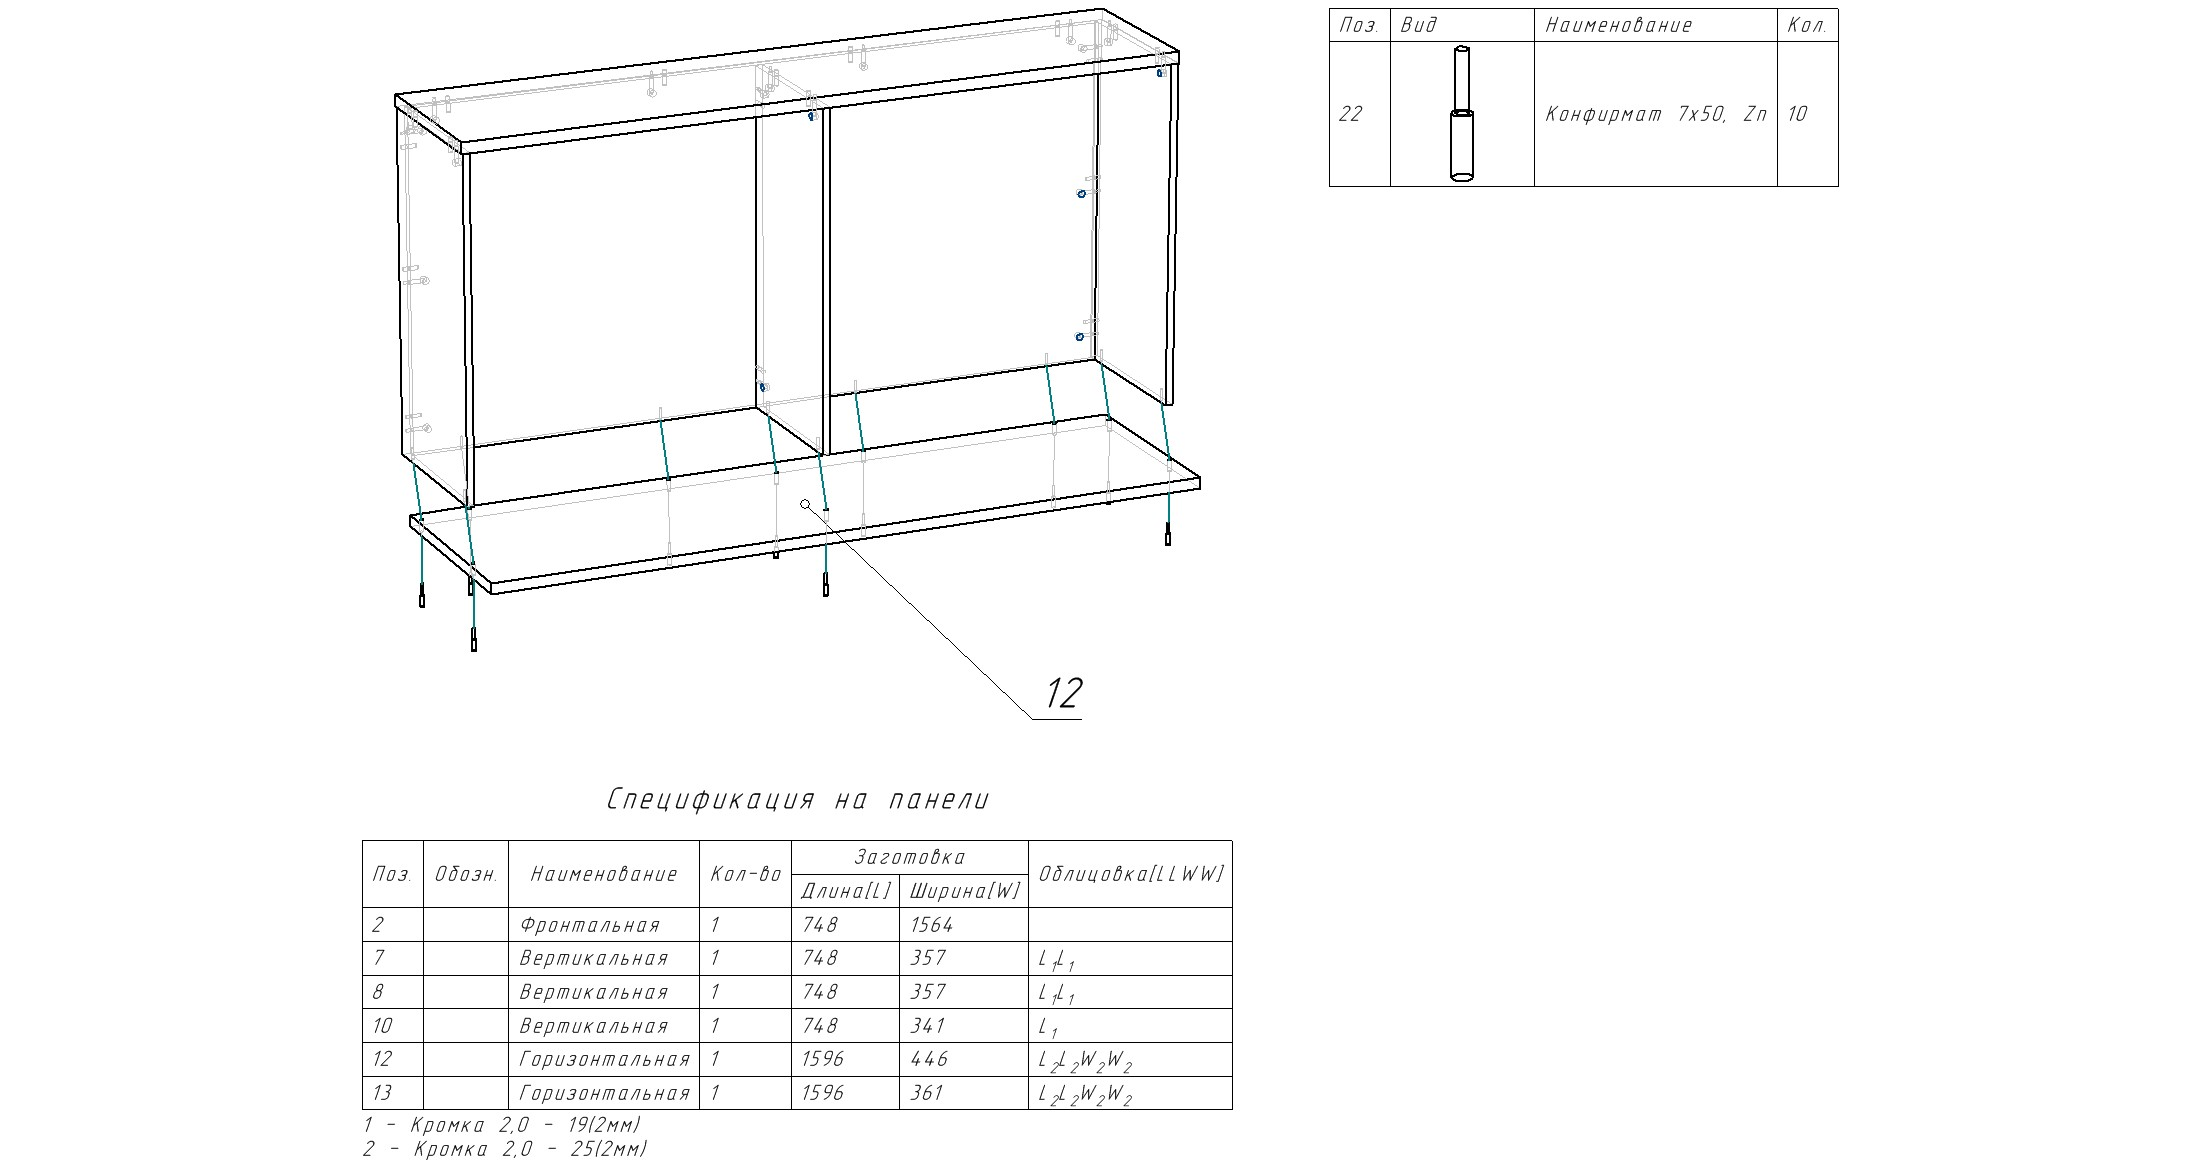 Поз. Вид Наименование Кол.
22 Конфирмат 7х50, Zn 10
12
Спецификация на панели
Поз. Обозн. Наименование Кол-во Заготовка Облицовка[LLWW]
Длина[L] Ширина[W]
2 Фронтальная 1 748 1564
7 Вертикальная 1 748 357 L1L1
8 Вертикальная 1 748 357 L1L1
10 Вертикальная 1 748 341 L1
12 Горизонтальная 1 1596 446 L2L2W2W2
13 Горизонтальная 1 1596 361 L2L2W2W2
1 - Кромка 2,0 - 19(2мм)
2 - Кромка 2,0 - 25(2мм)